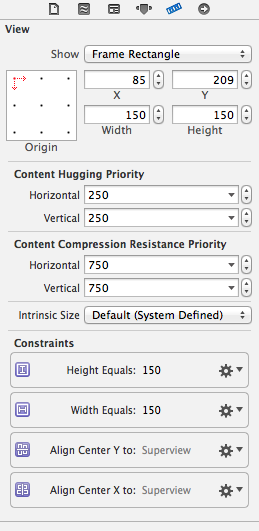 View
Show Frame Rectangle
85 209
X Y
150 150
Width Height
Origin
Content Hugging Priority
Horizontal 250
Vertical 250
Content Compression Resistance Priority
Horizontal 750
Vertical 750
Intrinsic Size Default (System Defined)
Constraints
Height Equals: 150
Width Equals: 150
Align Center Y to: Superview
Align Center X to: Superview